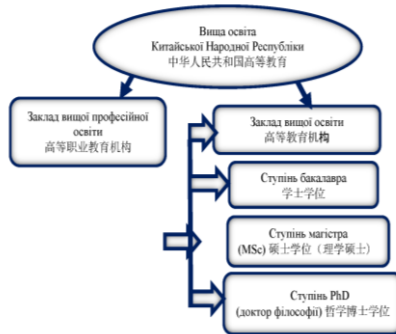 Вища освіта
Китайської Народної Республіки
中华人民共和国高等教育
Заклад вищої професійної
освіти
高等职业教育机构
Заклад вищої освіти
高等教育机构
Ступінь бакалавра
学士学位
Ступінь магістра
(MSc) 硕士学位（理学硕士）
Ступінь PhD
(доктор філософії) 哲学博士学位